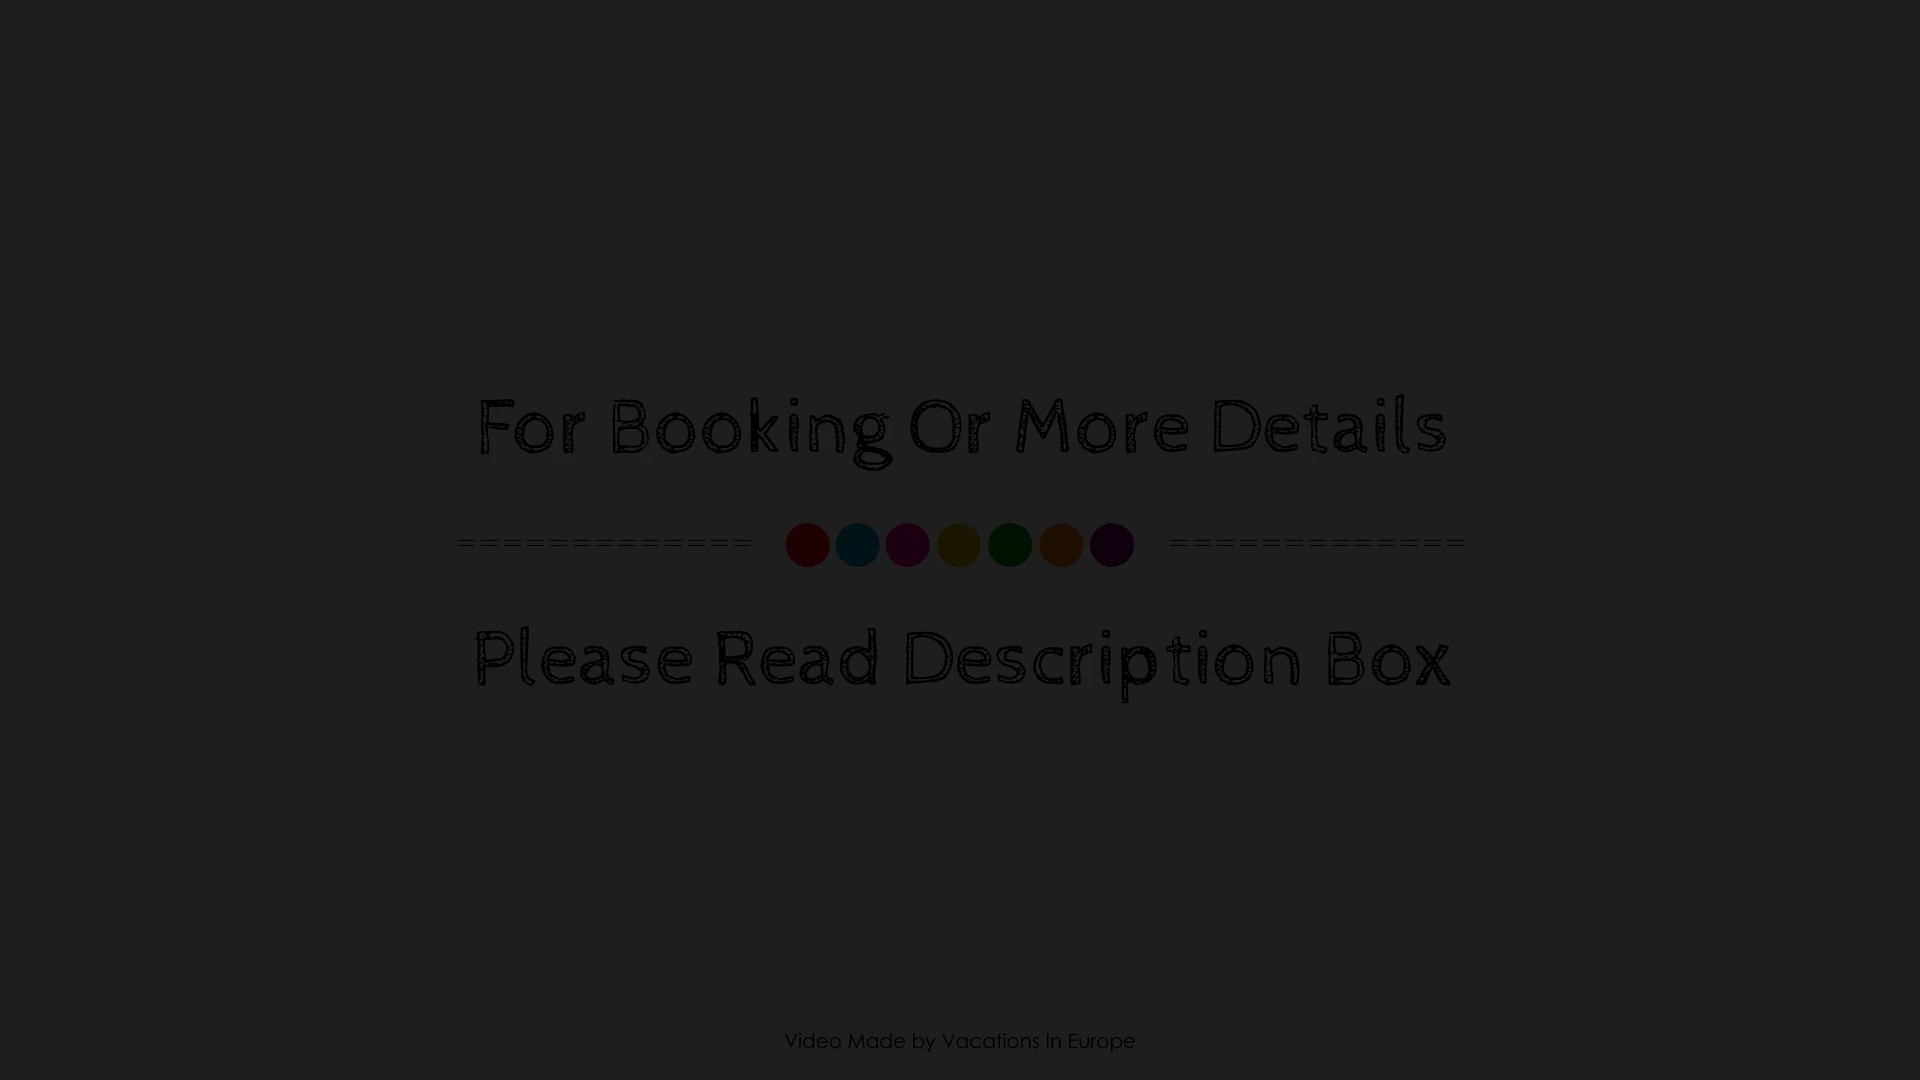 For Booking Or More Details
============= =============
Please Read Description Box
Video Made by Vacations In Europe